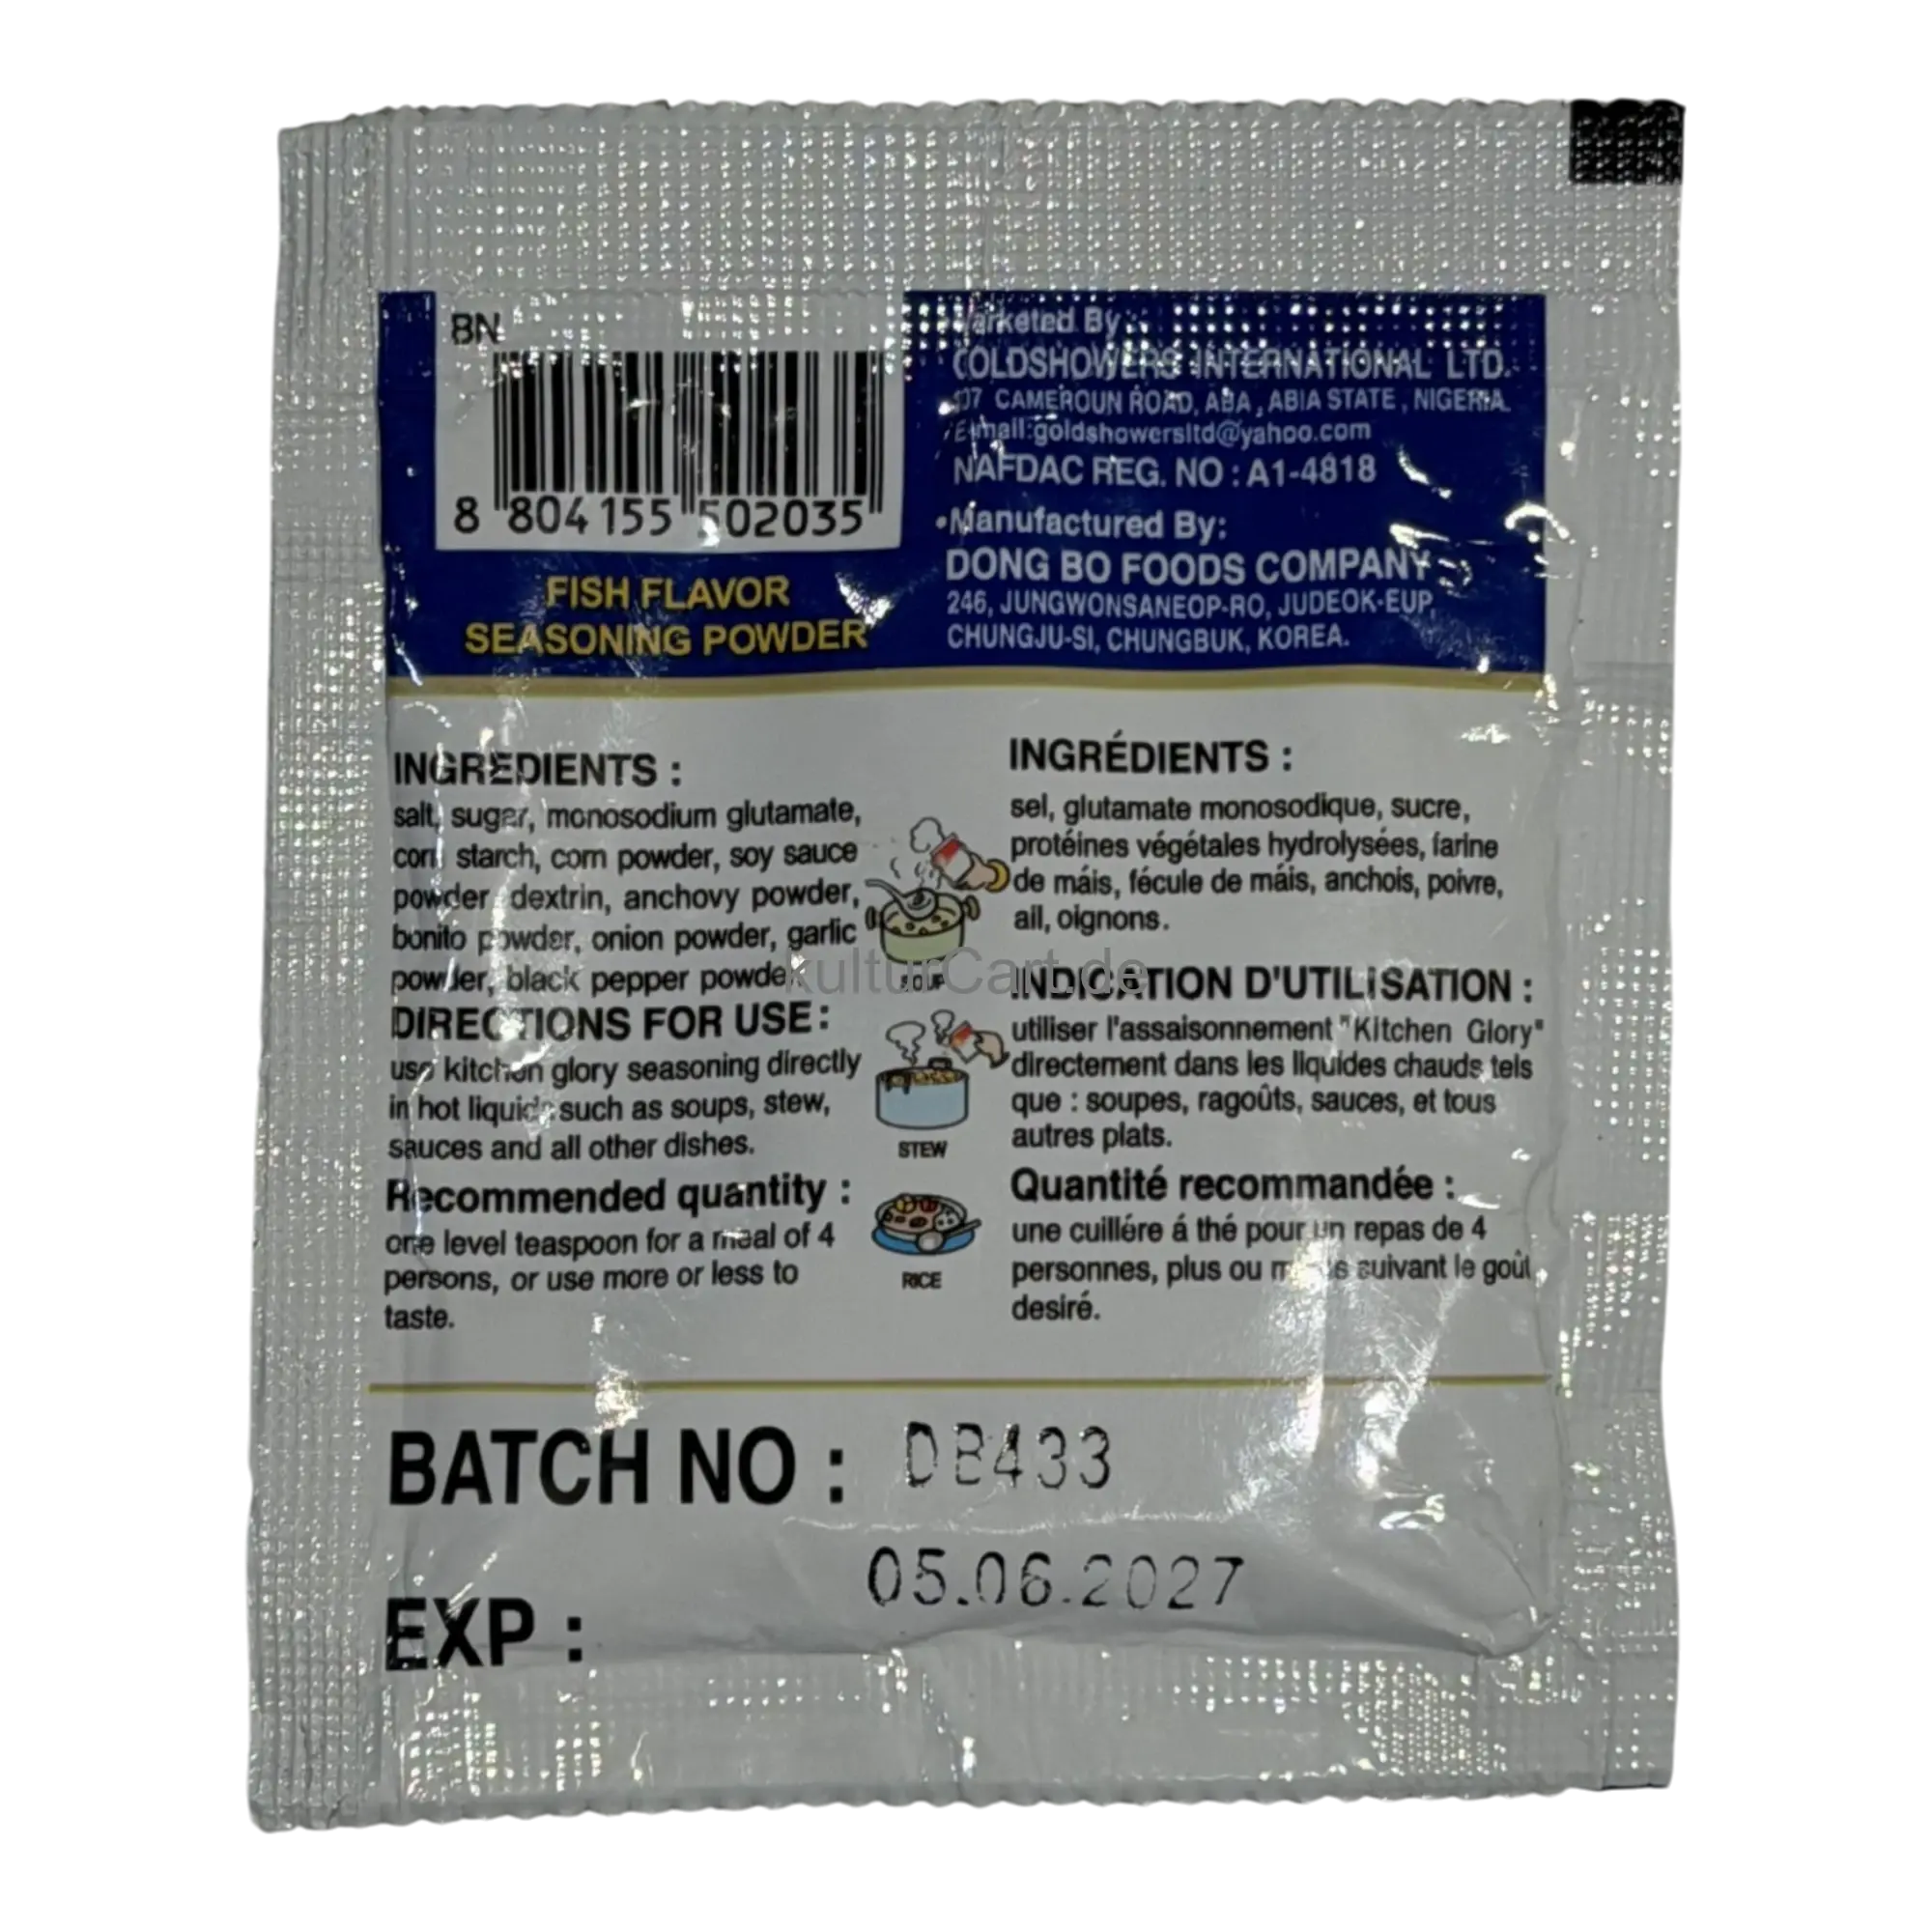 BN
8 804155 502035
FISH FLAVOR
SEASONING POWDER
Marketed By:
GOLDSHOWERS INTERNATIONAL LTD.
CAMEROUN ROAD, ABA, ABIA STATE, NIGERIA.
E-mail:goldshowersltd@yahoo.com
NAFDAC REG. NO : A1-4818
•Manufactured By:
DONG BO FOODS COMPANY
246, JUNGWONSANEOP-RO, JUDEOK-EUP,
CHUNGJU-SI, CHUNGBUK, KOREA.
INGREDIENTS :
salt, sugar, monosodium glutamate,
corn starch, corn powder, soy sauce
powder, dextrin, anchovy powder,
bonito powder, onion powder, garlic
powder, black pepper powder
DIRECTIONS FOR USE :
use kitchen glory seasoning directly
in hot liquids such as soups, stew,
sauces and all other dishes.
Recommended quantity :
one level teaspoon for a meal of 4
persons, or use more or less to
taste.
SOUP
STEW
RICE
INGRÉDIENTS :
sel, glutamate monosodique, sucre,
protéines végétales hydrolysées, farine
de máis, fécule de máis, anchois, poivre,
ail, oignons.
INDICATION D'UTILISATION :
utiliser l'assaisonnement "Kitchen Glory"
directement dans les liquides chauds tels
que : soupes, ragoûts, sauces, et tous
autres plats.
Quantité recommandée :
une cuillére á thé pour un repas de 4
personnes, plus ou moins suivant le goût
desiré.
kulturCart.de
BATCH NO : DB433
05.06.2027
EXP :